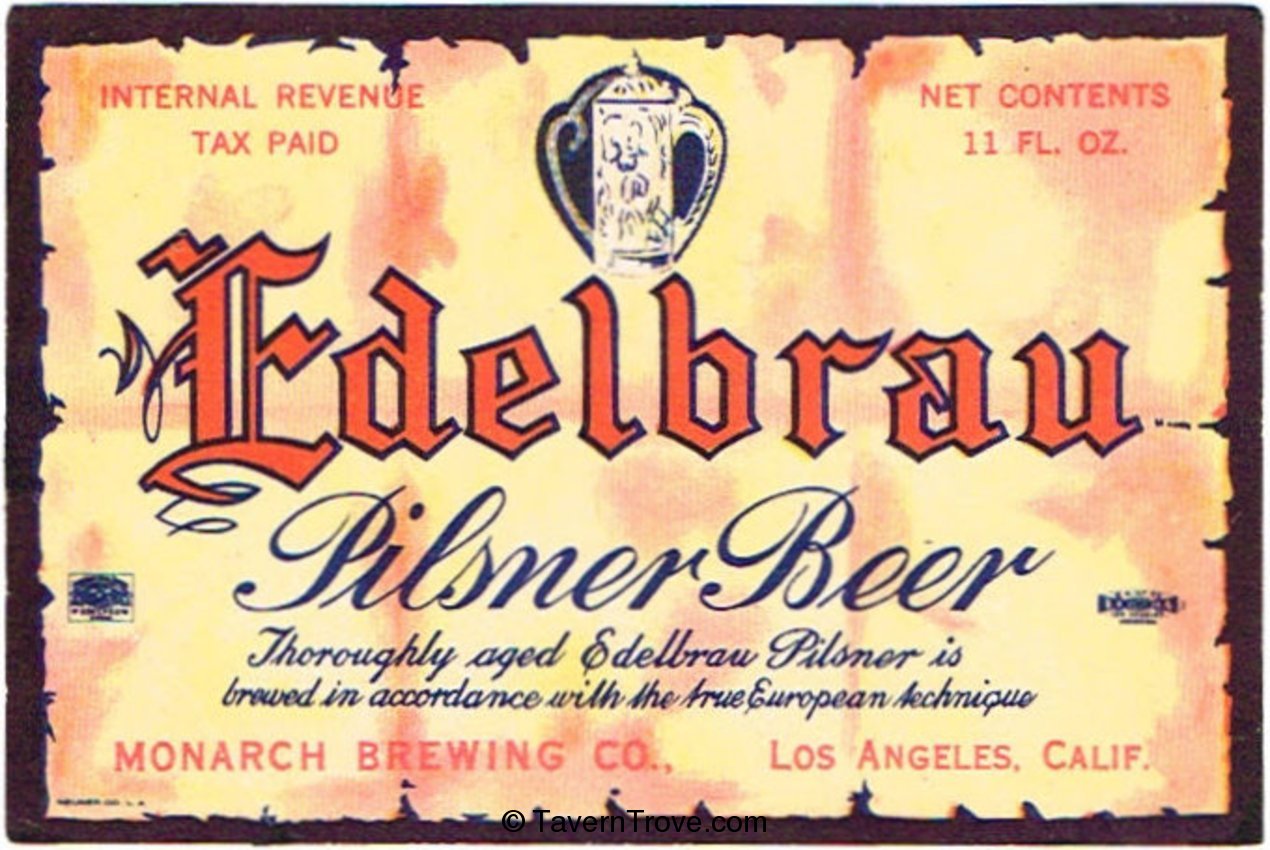 INTERNAL REVENUE
TAX PAID
NET CONTENTS
11 FL. OZ.
Edelbrau
Pilsner Beer
Thoroughly aged Edelbrau Pilsner is
brewed in accordance with the true European technique
MONARCH BREWING CO., LOS ANGELES, CALIF.
© TavernTrove.com